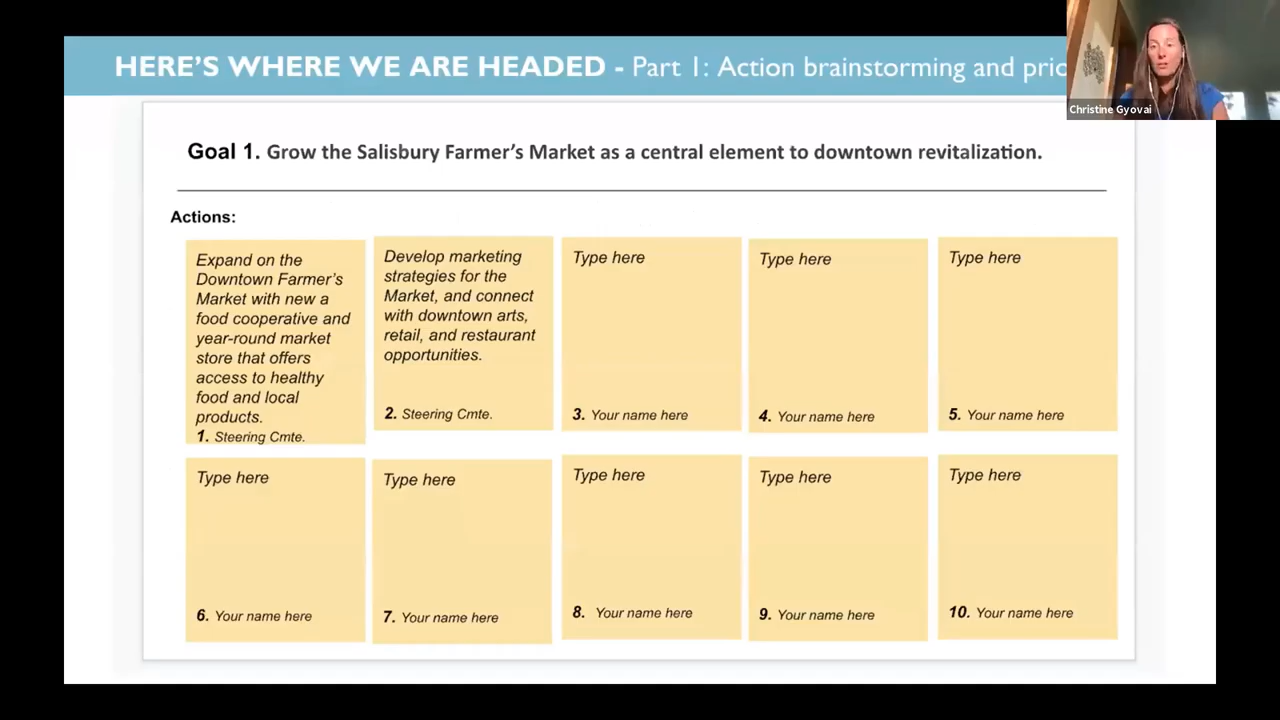 HERE'S WHERE WE ARE HEADED - Part 1: Action brainstorming and
Christine Gyovai
Goal 1. Grow the Salisbury Farmer's Market as a central element to downtown revitalization.
Actions:
Expand on the
Downtown Farmer's
Market with new a
food cooperative and
year-round market
store that offers
access to healthy
food and local
products.
1. Steering Cmte.
Develop marketing
strategies for the
Market, and connect
with downtown arts,
retail, and restaurant
opportunities.
2. Steering Cmte.
Type here
3. Your name here
Type here
4. Your name here
Type here
5. Your name here
Type here
6. Your name here
Type here
7. Your name here
Type here
8. Your name here
Type here
9. Your name here
Type here
10. Your name here